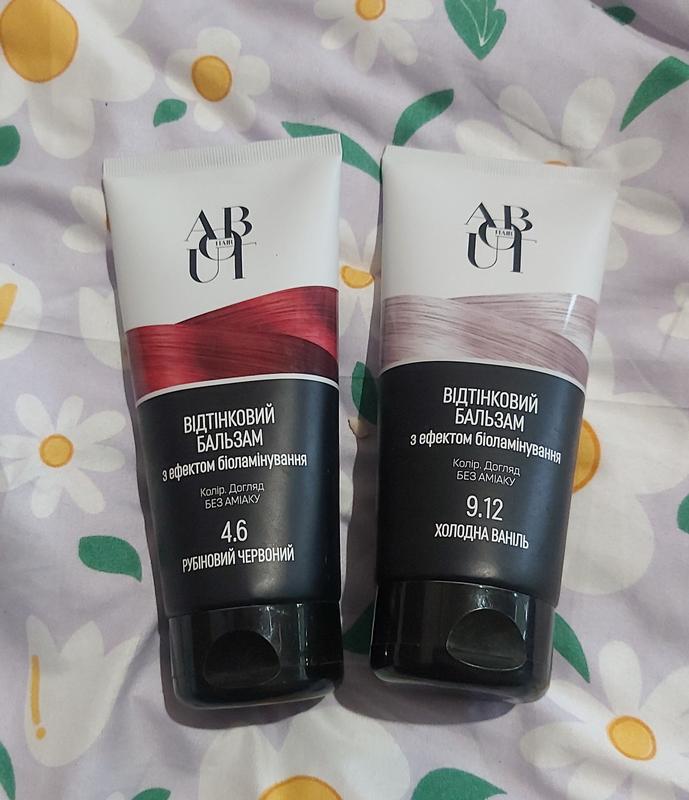 ABOUT
HAIR
ВІДТІНКОВИЙ
БАЛЬЗАМ
з ефектом біоламінування
Колір. Догляд
БЕЗ АМІАКУ
4.6
РУБІНОВИЙ ЧЕРВОНИЙ
ABOUT
HAIR
ВІДТІНКОВИЙ
БАЛЬЗАМ
з ефектом біоламінування
Колір. Догляд
БЕЗ АМІАКУ
9.12
ХОЛОДНА ВАНІЛЬ